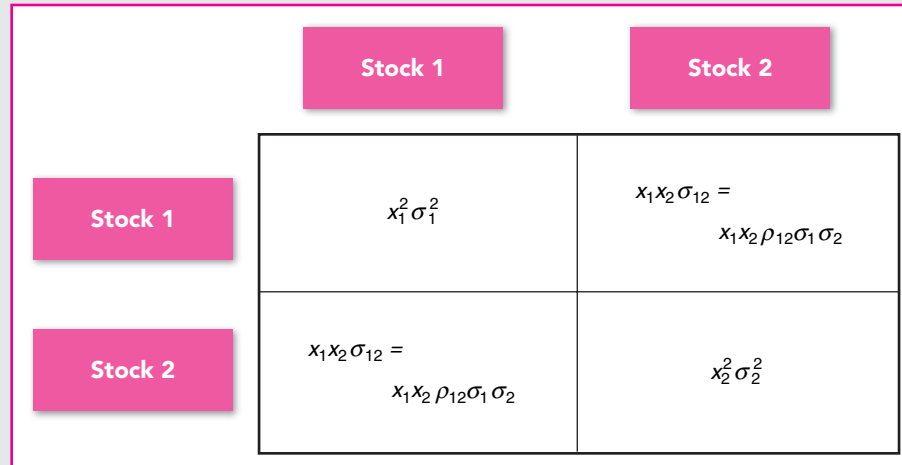 Stock 1
Stock 2
Stock 1
x₁²σ₁²
x₁x₂σ₁₂ =
x₁x₂ρ₁₂σ₁σ₂
Stock 2
x₁x₂σ₁₂ =
x₁x₂ρ₁₂σ₁σ₂
x₂²σ₂²